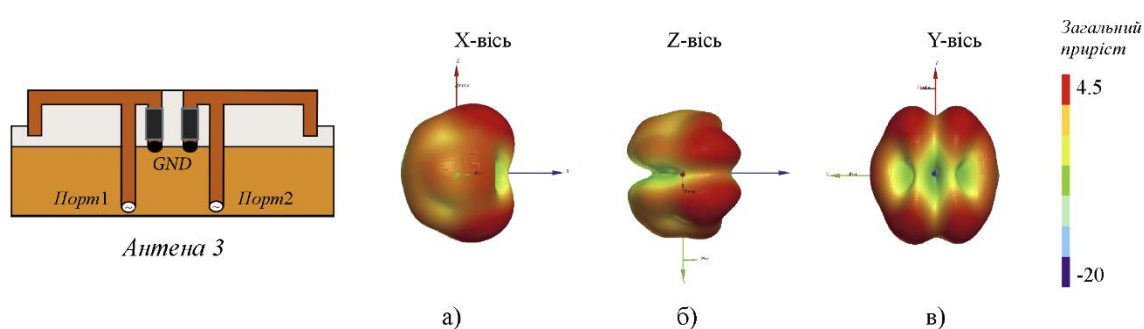 X-вісь
Z-вісь
Y-вісь
Загальний
приріст
4.5
-20
GND
Порт1
Порт2
~
~
Антена 3
а)
б)
в)